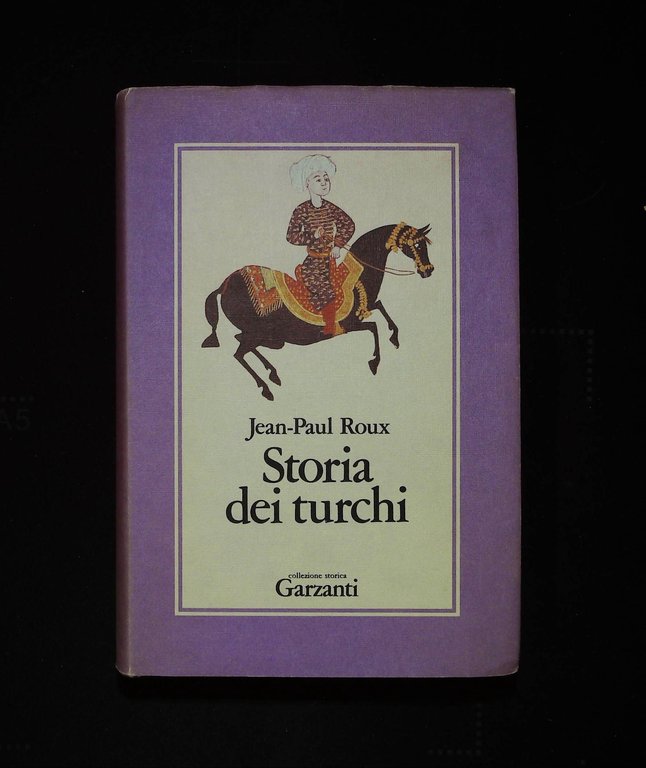 Jean-Paul Roux
Storia
dei turchi
collezione storica
Garzanti